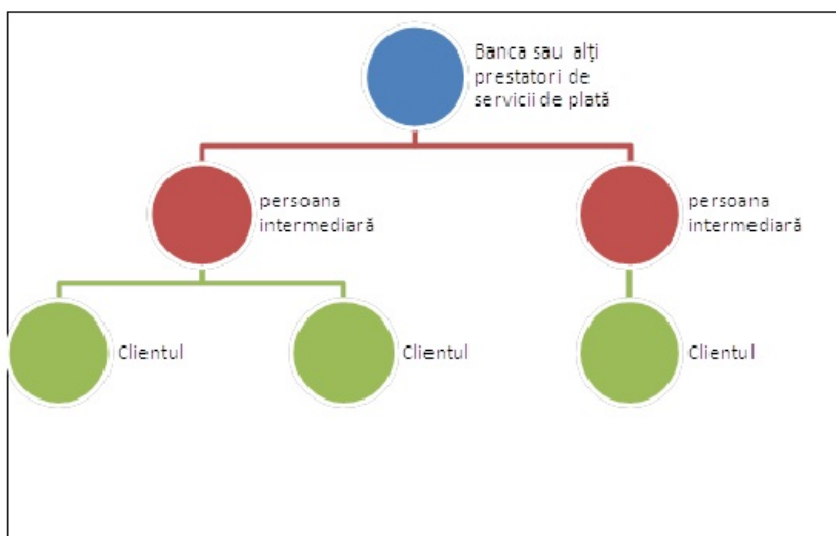 Banca sau alți
prestatori de
servicii de plată
persoana
intermediară
persoana
intermediară
Clientul
Clientul
Clientul